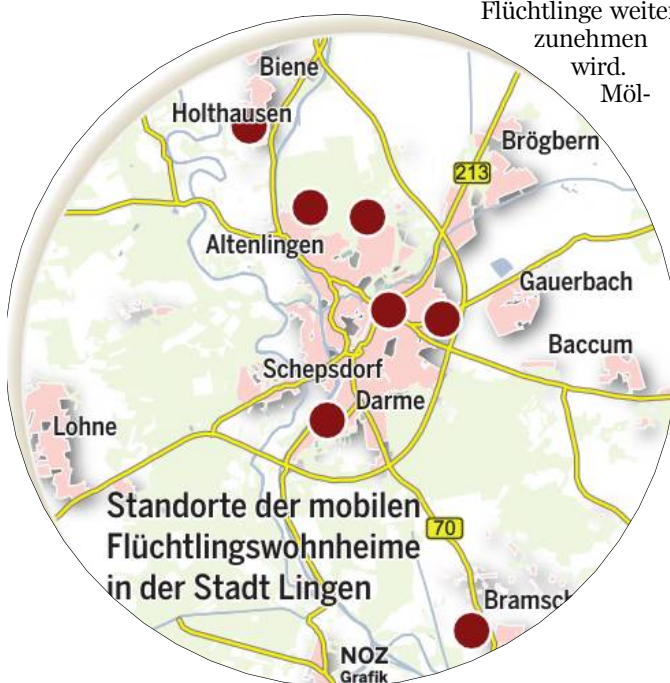 Flüchtlinge weiter
zunehmen
wird.
Möl-
Biene
Holthausen
Brögbern
213
Altenlingen
Gauerbach
Baccum
Schepsdorf
Darme
Lohne
Standorte der mobilen
Flüchtlingswohnheime
in der Stadt Lingen
70
Bramsch
NOZ
Grafik